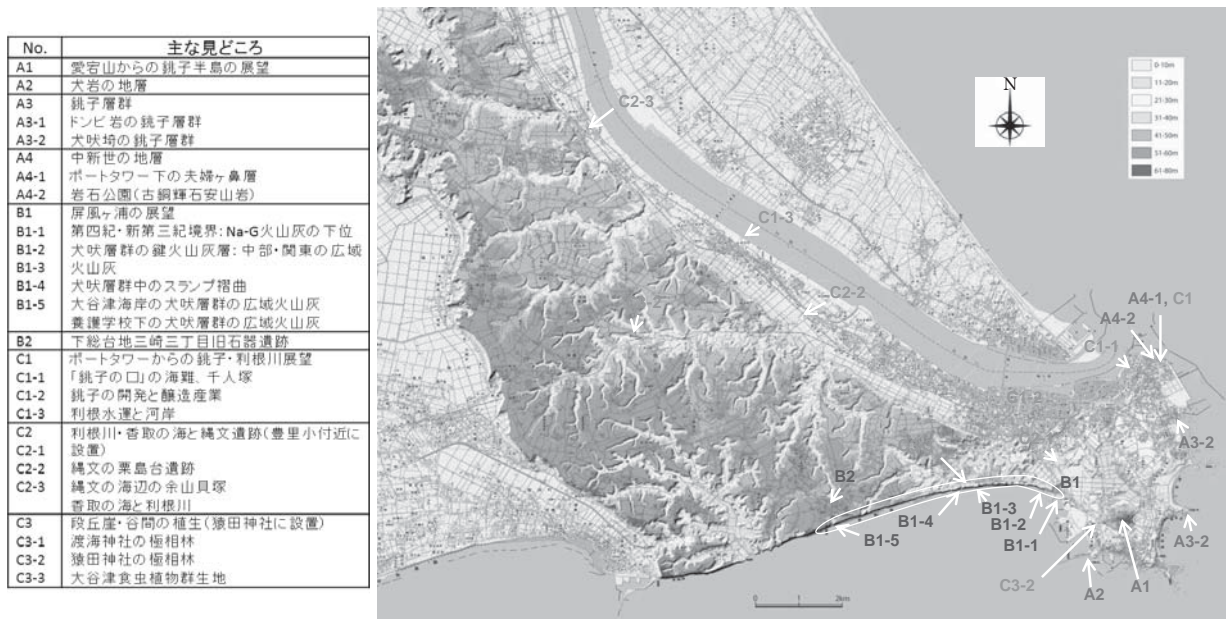 No. 主な見どころ
A1 愛宕山からの銚子半島の展望
A2 犬岩の地層
A3 銚子層群
A3-1 トンビ岩の銚子層群
A3-2 犬吠埼の銚子層群
A4 中新世の地層
A4-1 ポートタワー下の夫婦ヶ鼻層
A4-2 岩石公園(古銅輝石安山岩)
B1 屏風ヶ浦の展望
B1-1 第四紀・新第三紀境界:Na-G火山灰の下位
B1-2 犬吠層群の鍵火山灰層:中部・関東の広域
B1-3 火山灰
B1-4 犬吠層群中のスランプ褶曲
B1-5 大谷津海岸の犬吠層群の広域火山灰
養護学校下の犬吠層群の広域火山灰
B2 下総台地三崎三丁目旧石器遺跡
C1 ポートタワーからの銚子・利根川展望
C1-1 「銚子の口」の海難、千人塚
C1-2 銚子の開発と醸造産業
C1-3 利根水運と河岸
C2 利根川・香取の海と縄文遺跡(豊里小付近に
C2-1 設置)
C2-2 縄文の粟島台遺跡
C2-3 縄文の海辺の余山貝塚
香取の海と利根川
C3 段丘崖・谷間の植生(猿田神社に設置)
C3-1 渡海神社の極相林
C3-2 猿田神社の極相林
C3-3 大谷津食虫植物群生地
N
0-10m
11-20m
21-30m
31-40m
41-50m
51-60m
61-80m
C2-3
C1-3
C2-2
A4-1, C1
A4-2
C1-1
C1-2
A3-2
B2
B1
B1-3
B1-4
B1-2
B1-5
B1-1
A3-2
C3-2
A2
A1
0 1 2km